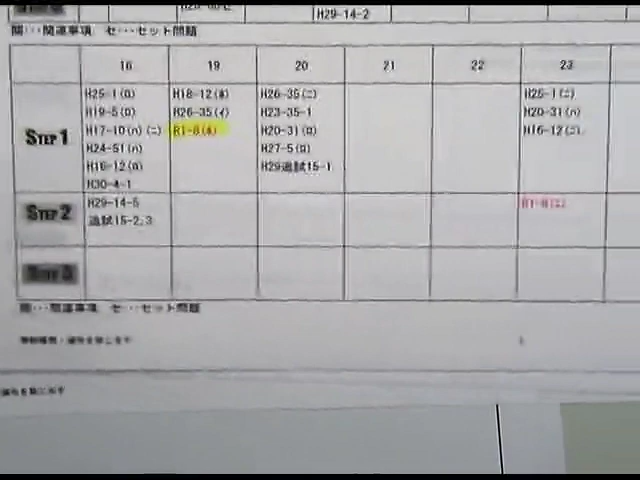 H29-14-2
関…関連事項 セ…セット問題
16 19 20 21 22 23
STEP 1
H25-1(ロ)
H19-5(ロ)
H17-10(ハ)(ニ)
H24-51(ハ)
H16-12(ロ)
H30-4-1
H18-12(ホ)
H26-35(イ)
R1-8(ホ)
H26-35(ニ)
H23-35-1
H20-31(ロ)
H27-5(ロ)
H29追試15-1
H25-1(ニ)
H20-31(ハ)
H16-12(ニ)
STEP 2
H29-14-5
追試15-2,3
R1-8(ニ)
STEP 3
関…関連事項 セ…セット問題